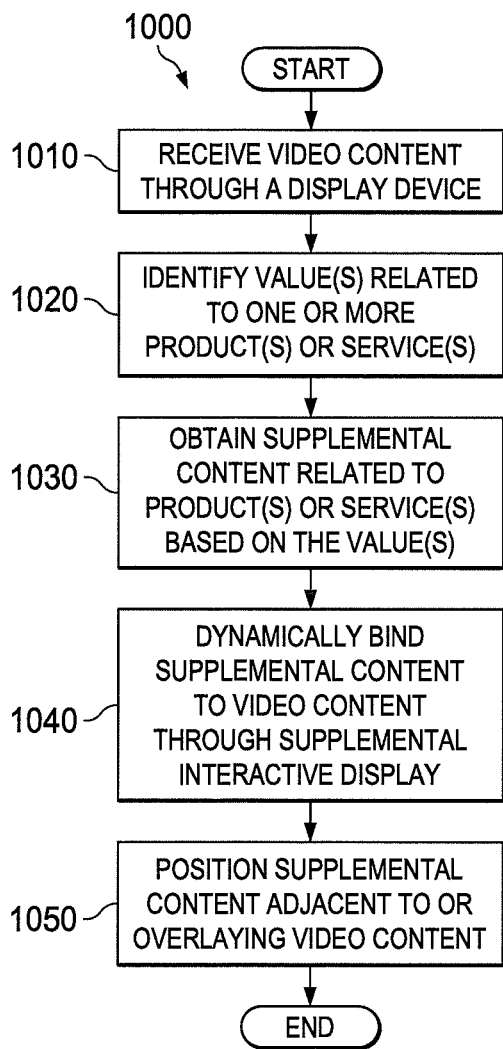 1000
START
1010
RECEIVE VIDEO CONTENT
THROUGH A DISPLAY DEVICE
1020
IDENTIFY VALUE(S) RELATED
TO ONE OR MORE
PRODUCT(S) OR SERVICE(S)
1030
OBTAIN SUPPLEMENTAL
CONTENT RELATED TO
PRODUCT(S) OR SERVICE(S)
BASED ON THE VALUE(S)
1040
DYNAMICALLY BIND
SUPPLEMENTAL CONTENT
TO VIDEO CONTENT
THROUGH SUPPLEMENTAL
INTERACTIVE DISPLAY
1050
POSITION SUPPLEMENTAL
CONTENT ADJACENT TO OR
OVERLAYING VIDEO CONTENT
END